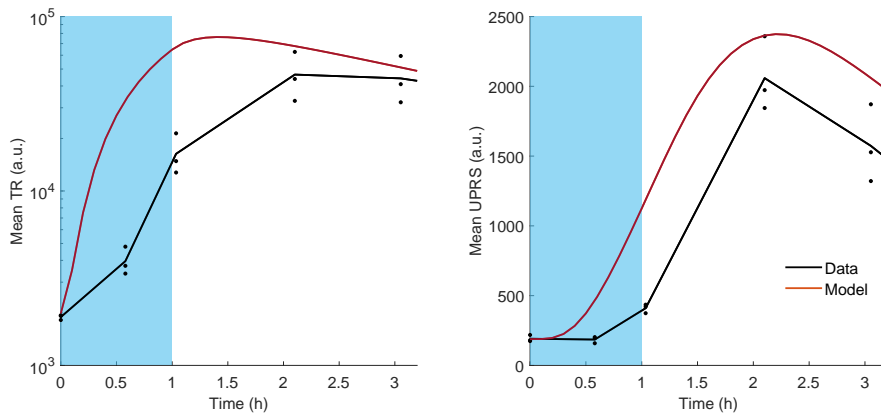 Mean TR (a.u.)
10^5
10^4
10^3
0 0.5 1 1.5 2 2.5 3
Time (h)
Mean UPRS (a.u.)
2500
2000
1500
1000
500
0
0 0.5 1 1.5 2 2.5 3
Time (h)
Data
Model